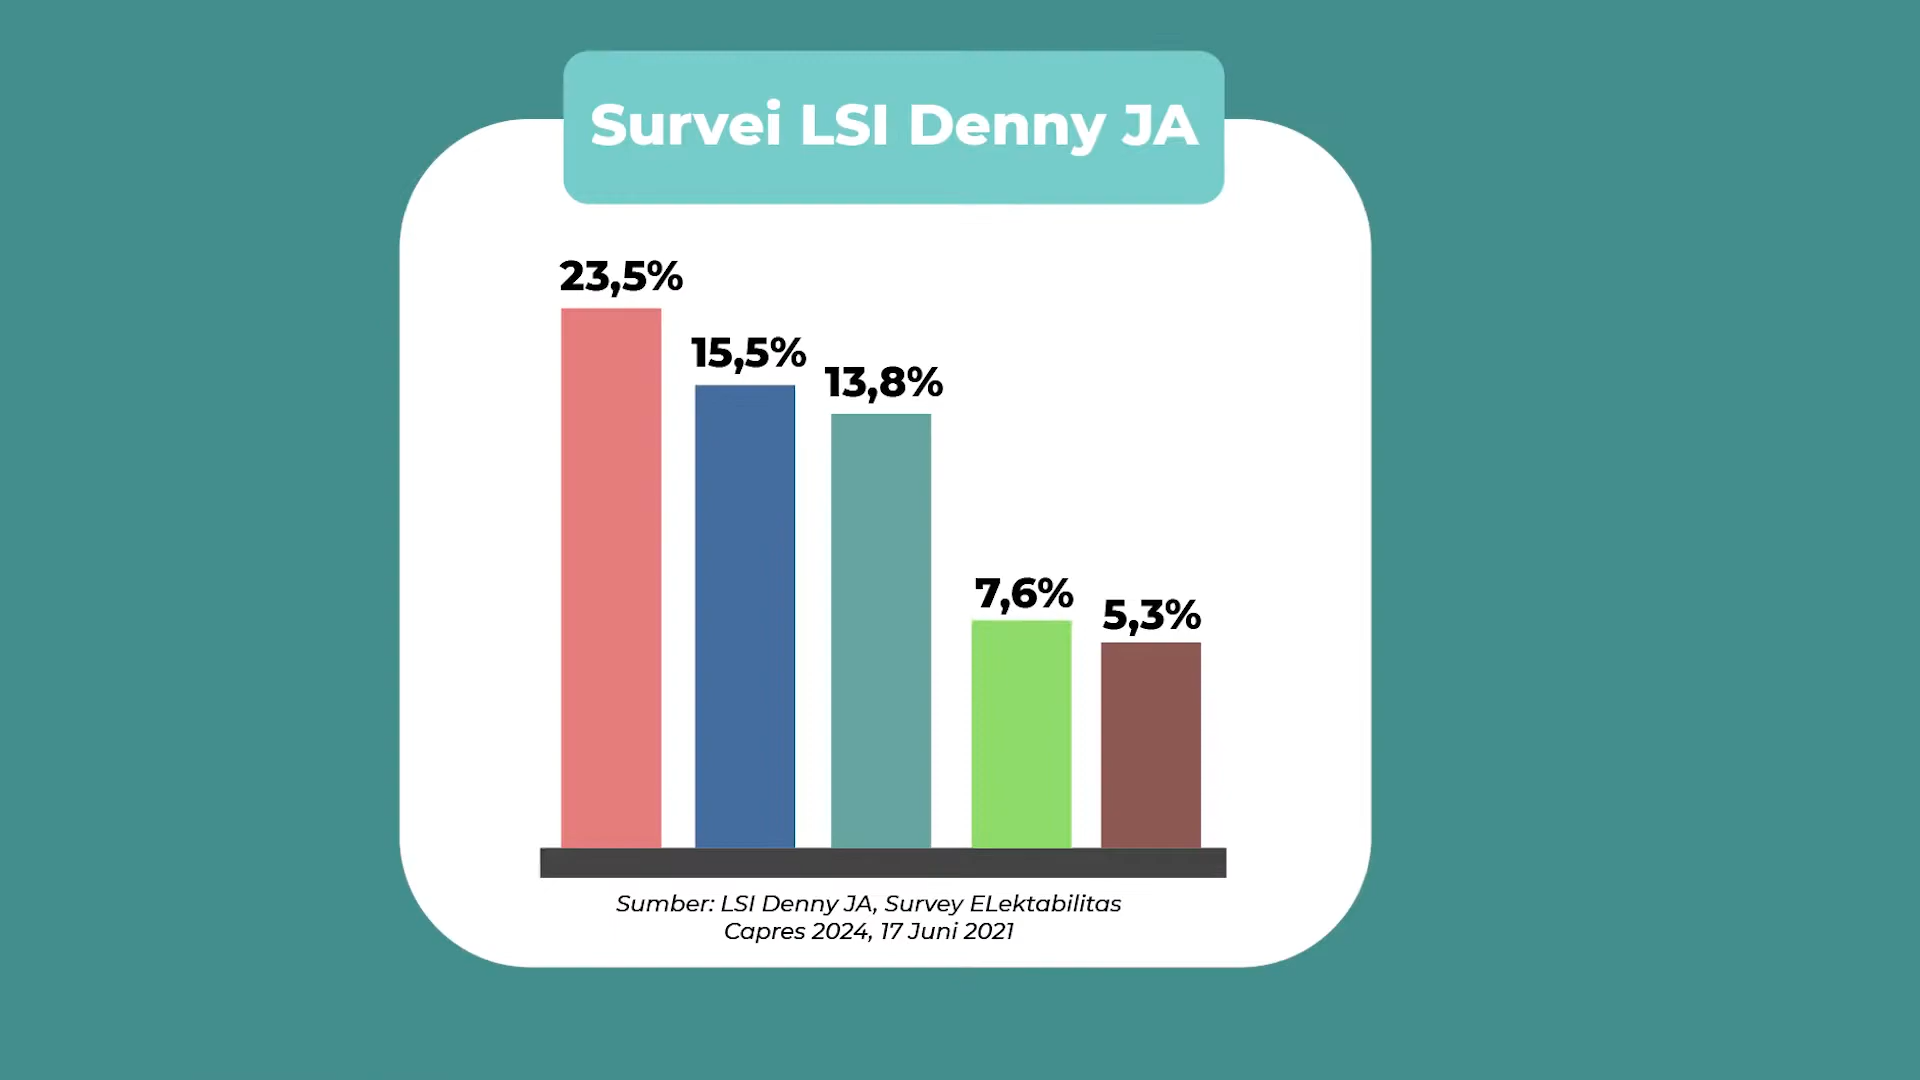 Survei LSI Denny JA
23,5%
15,5%
13,8%
7,6%
5,3%
Sumber: LSI Denny JA, Survey ELektabilitas
Capres 2024, 17 Juni 2021